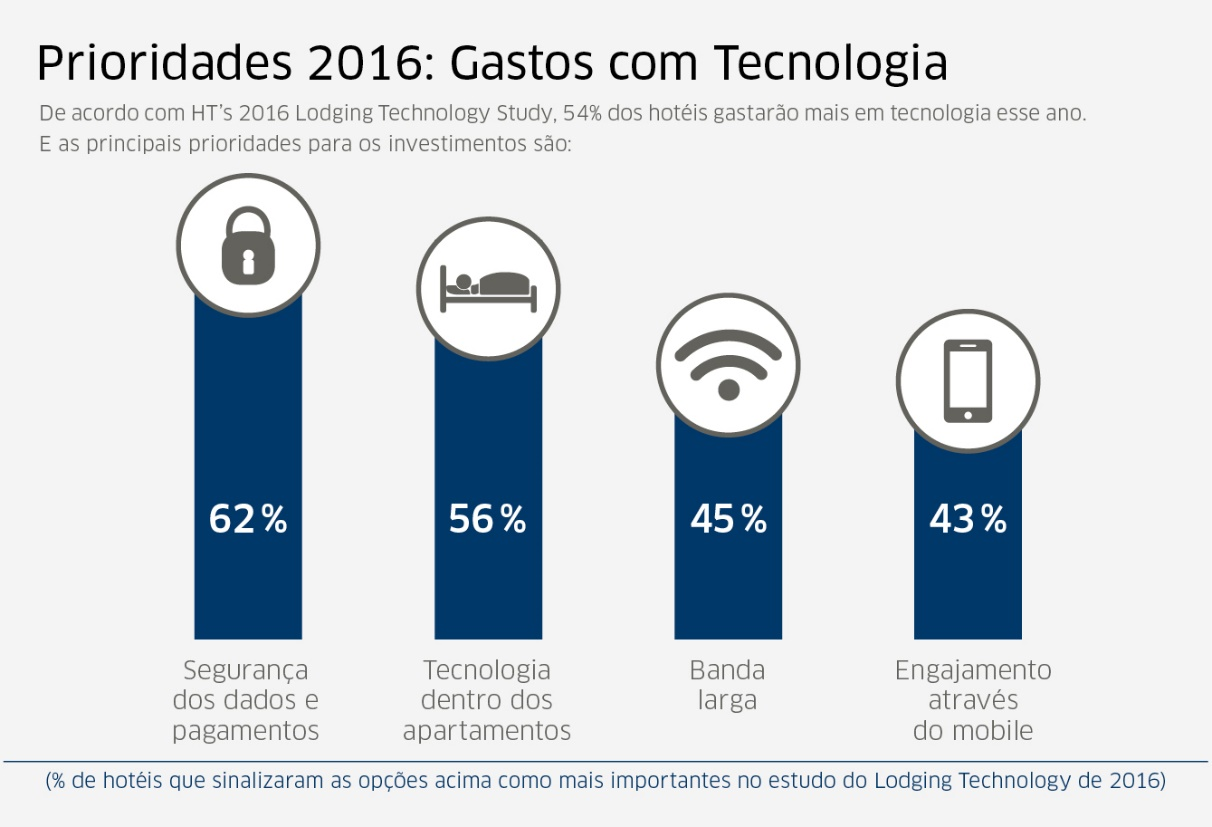 Prioridades 2016: Gastos com Tecnologia
De acordo com HT's 2016 Lodging Technology Study, 54% dos hotéis gastarão mais em tecnologia esse ano.
E as principais prioridades para os investimentos são:
62%
56%
45%
43%
Segurança
dos dados e
pagamentos
Tecnologia
dentro dos
apartamentos
Banda
larga
Engajamento
através
do mobile
(% de hotéis que sinalizaram as opções acima como mais importantes no estudo do Lodging Technology de 2016)